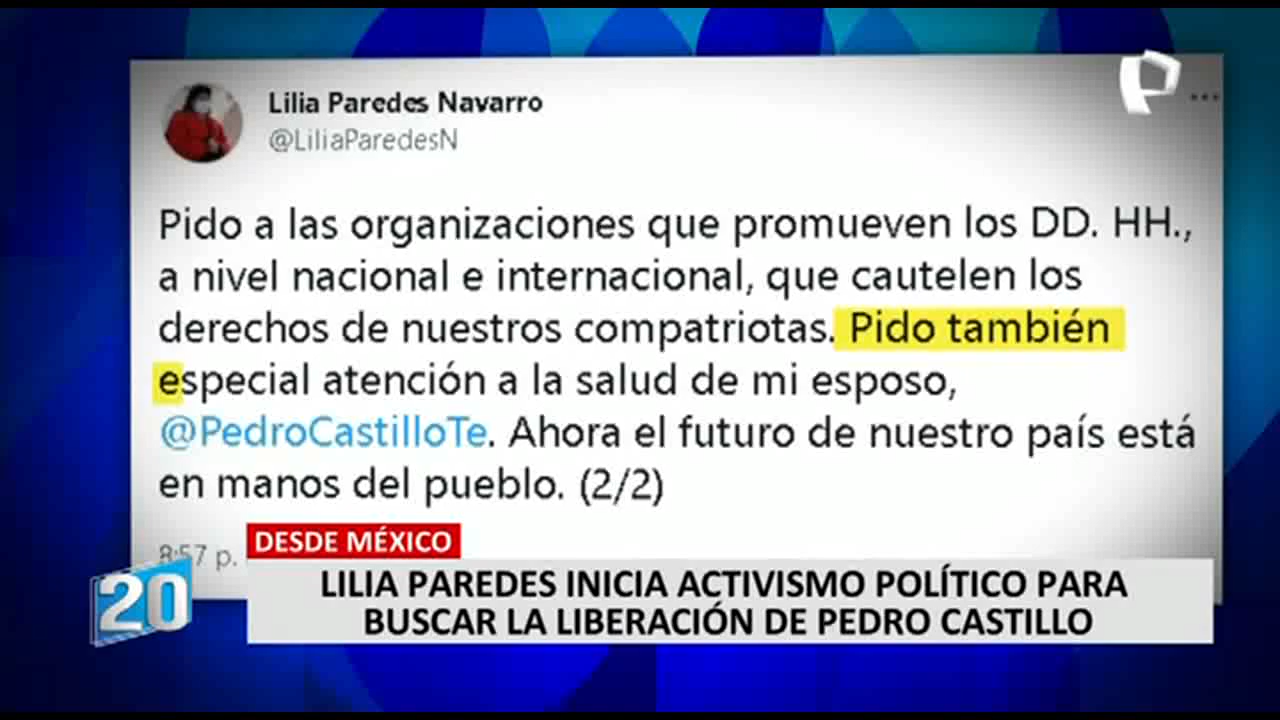 Lilia Paredes Navarro
@LiliaParedesN
Pido a las organizaciones que promueven los DD. HH.,
a nivel nacional e internacional, que cautelen los
derechos de nuestros compatriotas. Pido también
especial atención a la salud de mi esposo,
@PedroCastilloTe. Ahora el futuro de nuestro país está
en manos del pueblo. (2/2)
8:57 p.
DESDE MÉXICO
20
LILIA PAREDES INICIA ACTIVISMO POLÍTICO PARA
BUSCAR LA LIBERACIÓN DE PEDRO CASTILLO